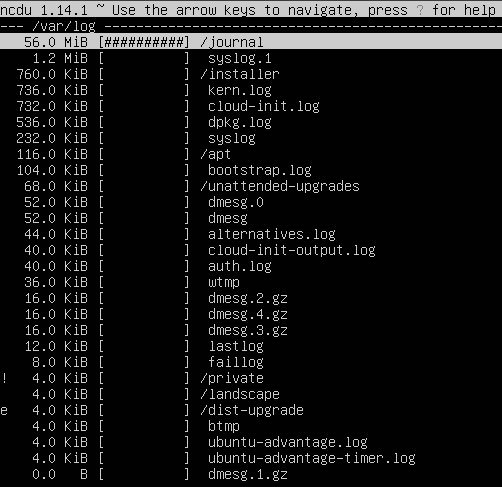 ncdu 1.14.1 ~ Use the arrow keys to navigate, press ? for help
--- /var/log ---------------------------------------------------
   56.0 MiB [##########] /journal
    1.2 MiB [          ]  syslog.1
  760.0 KiB [          ] /installer
  736.0 KiB [          ]  kern.log
  732.0 KiB [          ]  cloud-init.log
  536.0 KiB [          ]  dpkg.log
  232.0 KiB [          ]  syslog
  116.0 KiB [          ] /apt
  104.0 KiB [          ]  bootstrap.log
   68.0 KiB [          ] /unattended-upgrades
   52.0 KiB [          ]  dmesg.0
   52.0 KiB [          ]  dmesg
   44.0 KiB [          ]  alternatives.log
   40.0 KiB [          ]  cloud-init-output.log
   40.0 KiB [          ]  auth.log
   36.0 KiB [          ]  wtmp
   16.0 KiB [          ]  dmesg.2.gz
   16.0 KiB [          ]  dmesg.4.gz
   16.0 KiB [          ]  dmesg.3.gz
   12.0 KiB [          ]  lastlog
    8.0 KiB [          ]  faillog
!   4.0 KiB [          ] /private
    4.0 KiB [          ] /landscape
e   4.0 KiB [          ] /dist-upgrade
    4.0 KiB [          ]  btmp
    4.0 KiB [          ]  ubuntu-advantage.log
    4.0 KiB [          ]  ubuntu-advantage-timer.log
    0.0   B [          ]  dmesg.1.gz